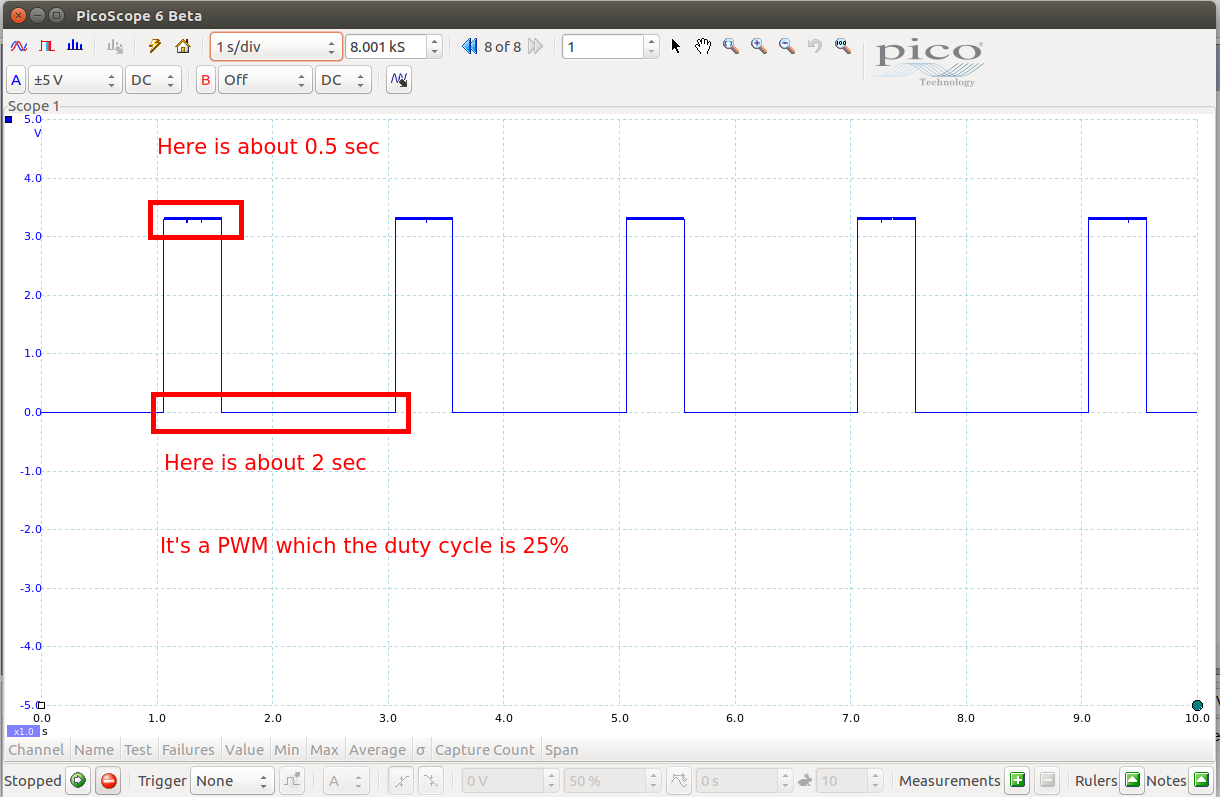 PicoScope 6 Beta
1 s/div 8.001 kS 8 of 8 1
pico
Technology
A ±5 V DC B Off DC
Scope 1
5.0
V
Here is about 0.5 sec
4.0
3.0
2.0
1.0
0.0
Here is about 2 sec
-1.0
-2.0
It's a PWM which the duty cycle is 25%
-3.0
-4.0
-5.0
0.0 1.0 2.0 3.0 4.0 5.0 6.0 7.0 8.0 9.0 10.0
x1.0 s
Channel Name Test Failures Value Min Max Average σ Capture Count Span
Stopped Trigger None A 0 V 50 % 0 s 10 Measurements Rulers Notes